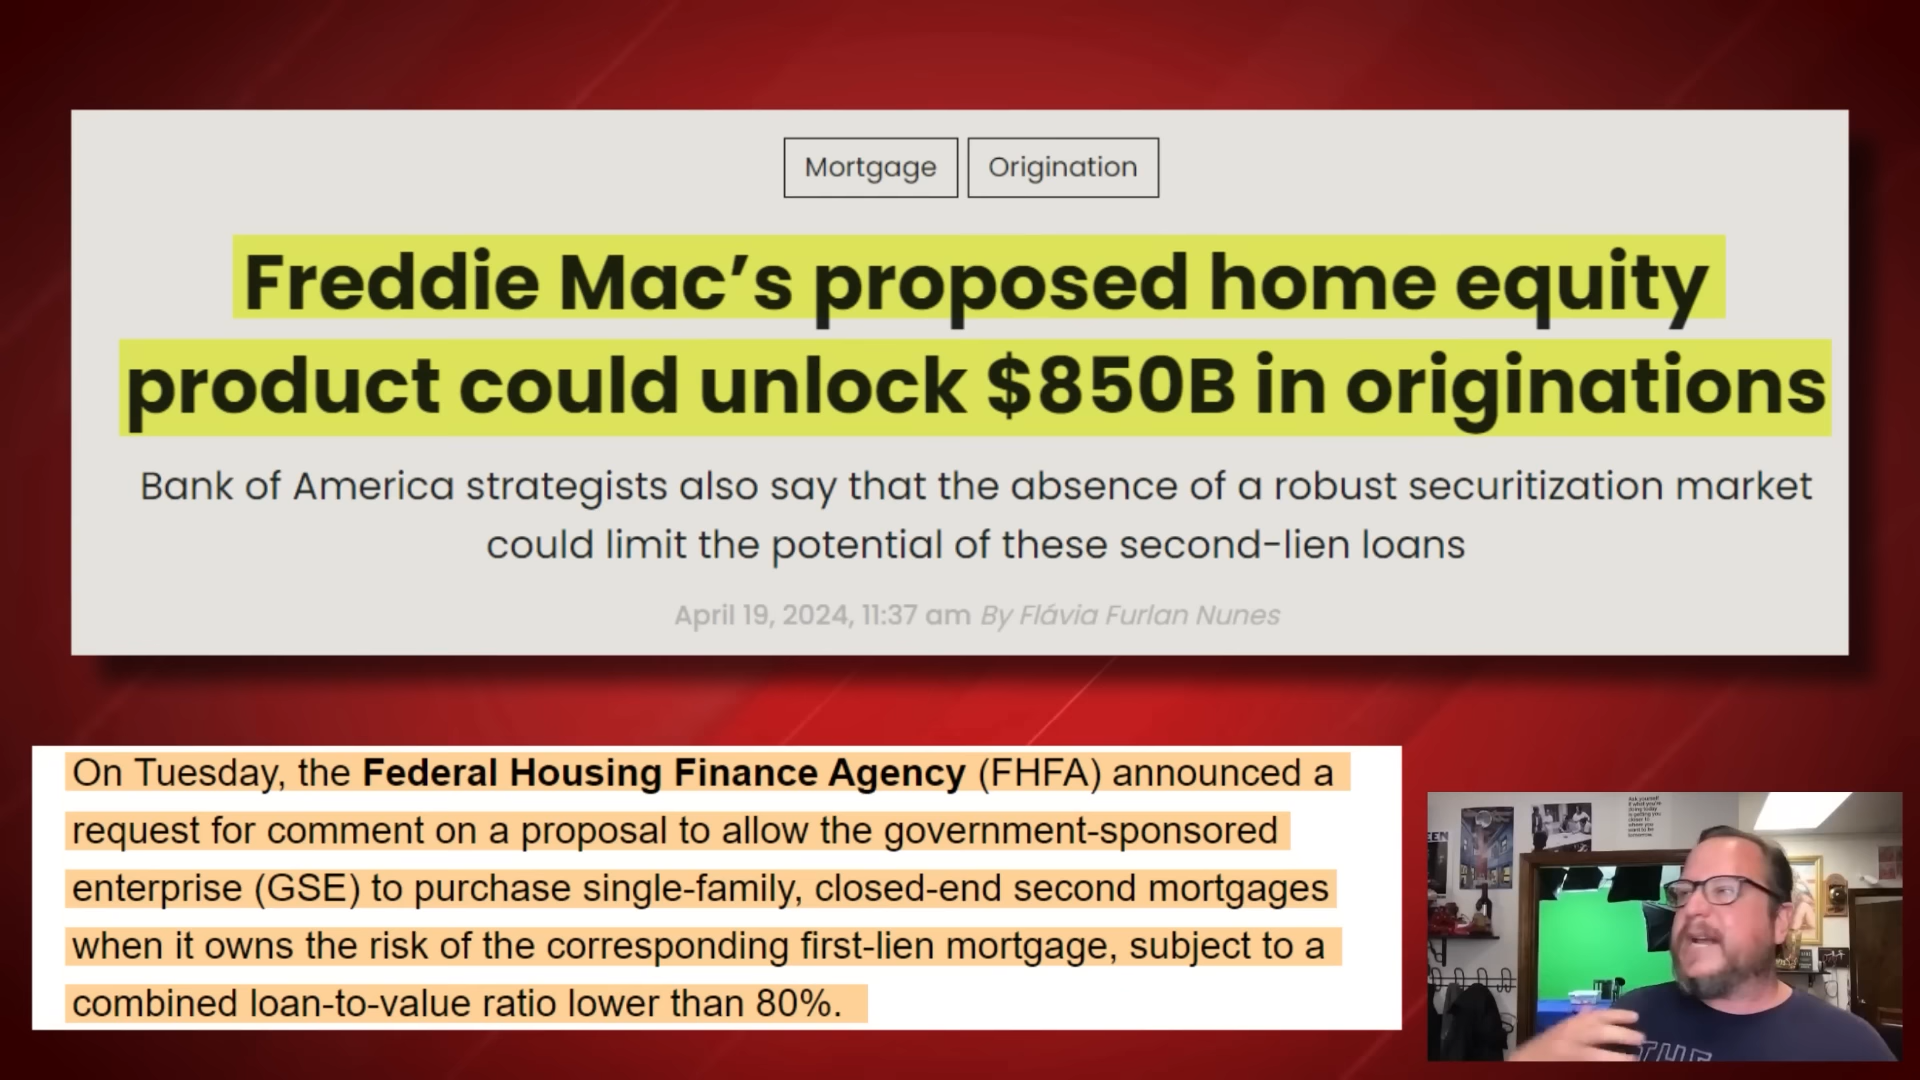 Mortgage Origination
Freddie Mac’s proposed home equity
product could unlock $850B in originations
Bank of America strategists also say that the absence of a robust securitization market
could limit the potential of these second-lien loans
April 19, 2024, 11:37 am By Flávia Furlan Nunes
On Tuesday, the Federal Housing Finance Agency (FHFA) announced a
request for comment on a proposal to allow the government-sponsored
enterprise (GSE) to purchase single-family, closed-end second mortgages
when it owns the risk of the corresponding first-lien mortgage, subject to a
combined loan-to-value ratio lower than 80%.
THE